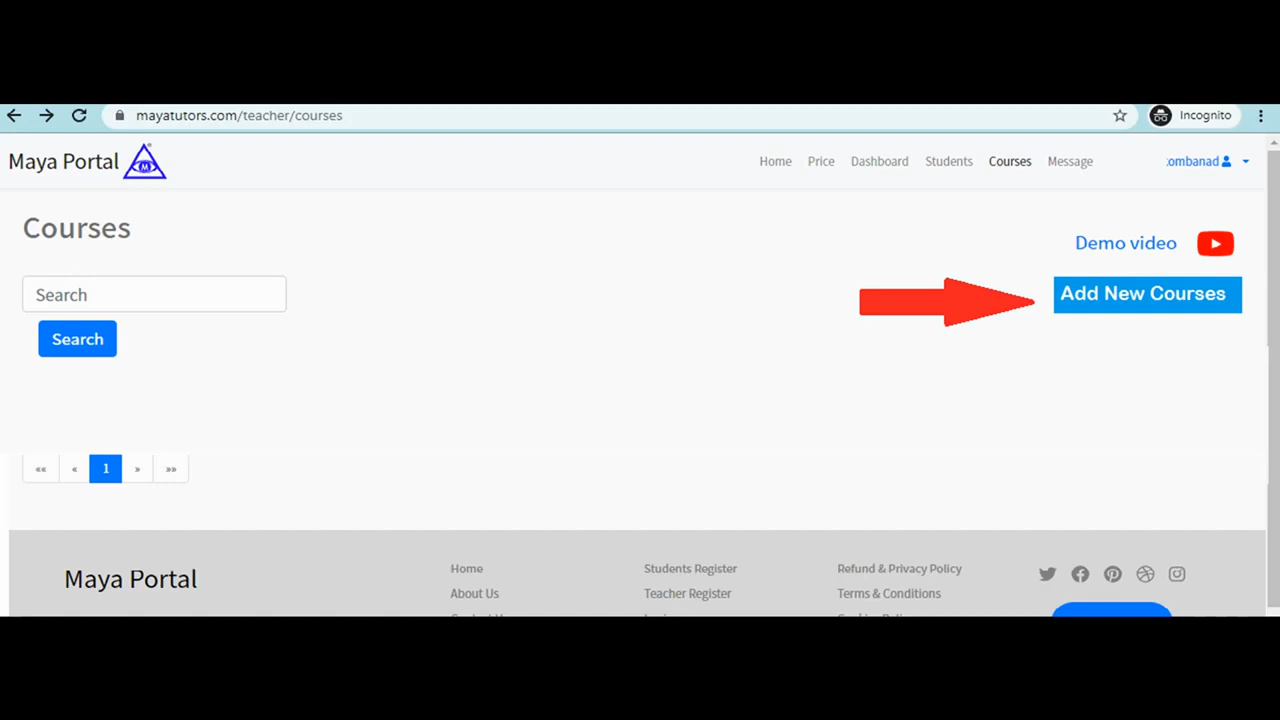 mayatutors.com/teacher/courses
Incognito
Maya Portal
M
Home Price Dashboard Students Courses Message
ombanad
Courses
Demo video
Search
Add New Courses
Search
«« « 1 » »»
Maya Portal
Home
About Us
Students Register
Teacher Register
Refund & Privacy Policy
Terms & Conditions